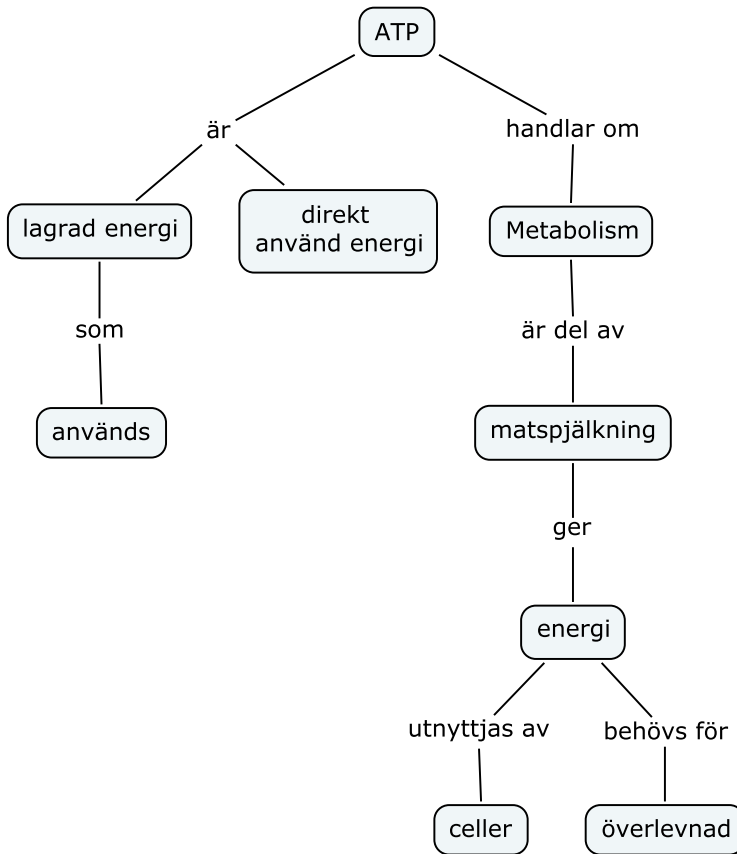 ATP
är
handlar om
lagrad energi
direkt
använd energi
Metabolism
som
är del av
används
matspjälkning
ger
energi
utnyttjas av
behövs för
celler
överlevnad